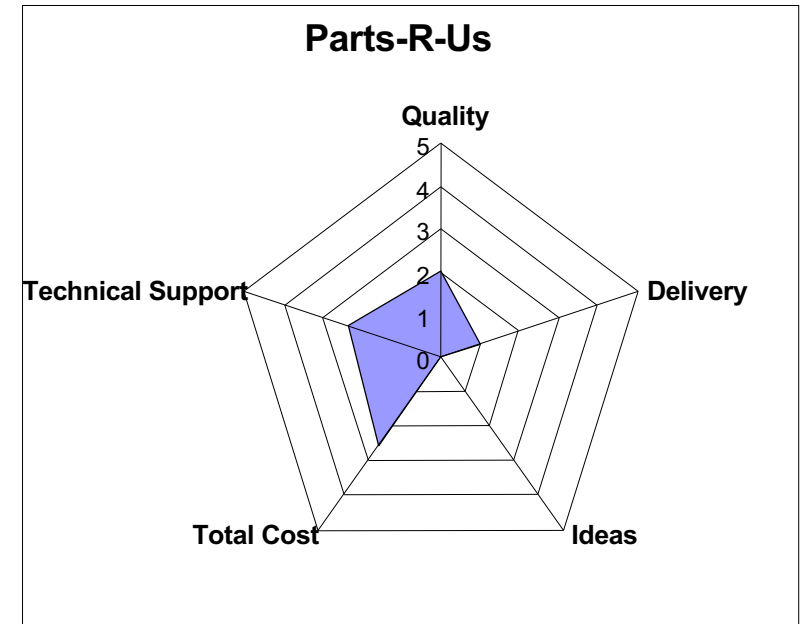 Parts-R-Us
Quality
5
4
3
2
1
0
Technical Support
Delivery
Total Cost
Ideas